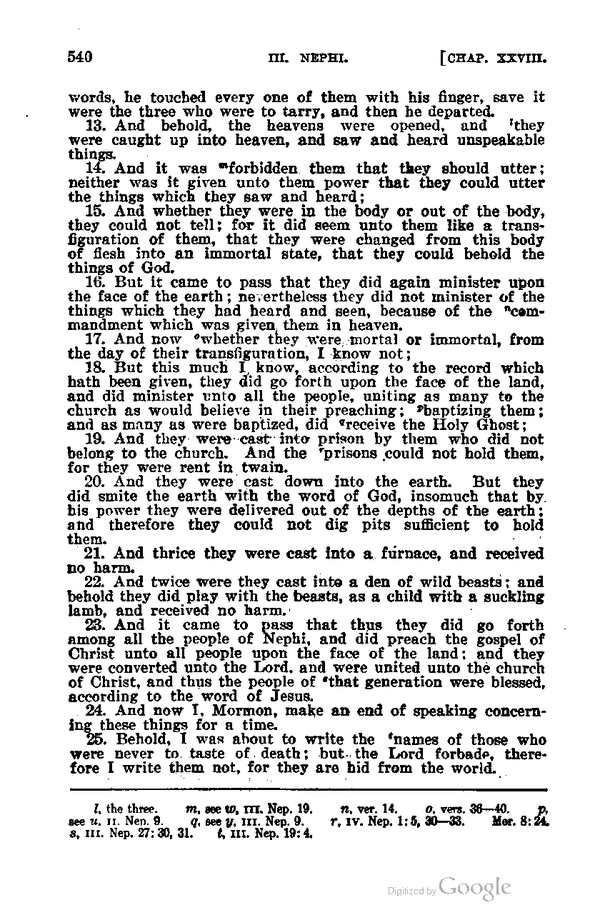 540 III. NEPHI. [CHAP. XXVIII.
words, he touched every one of them with his finger, save it
were the three who were to tarry, and then he departed.
13. And behold, the heavens were opened, and ˡthey
were caught up into heaven, and saw and heard unspeakable
things.
14. And it was ᵐforbidden them that they should utter;
neither was it given unto them power that they could utter
the things which they saw and heard;
15. And whether they were in the body or out of the body,
they could not tell; for it did seem unto them like a trans-
figuration of them, that they were changed from this body
of flesh into an immortal state, that they could behold the
things of God.
16. But it came to pass that they did again minister upon
the face of the earth; nevertheless they did not minister of the
things which they had heard and seen, because of the ⁿcom-
mandment which was given them in heaven.
17. And now ᵒwhether they were mortal or immortal, from
the day of their transfiguration, I know not;
18. But this much I know, according to the record which
hath been given, they did go forth upon the face of the land,
and did minister unto all the people, uniting as many to the
church as would believe in their preaching; ᵖbaptizing them;
and as many as were baptized, did ᑫreceive the Holy Ghost;
19. And they were cast into prison by them who did not
belong to the church. And the ʳprisons could not hold them,
for they were rent in twain.
20. And they were cast down into the earth. But they
did smite the earth with the word of God, insomuch that by
his power they were delivered out of the depths of the earth;
and therefore they could not dig pits sufficient to hold
them.
21. And thrice they were cast into a furnace, and received
no harm.
22. And twice were they cast into a den of wild beasts; and
behold they did play with the beasts, as a child with a suckling
lamb, and received no harm.
23. And it came to pass that thus they did go forth
among all the people of Nephi, and did preach the gospel of
Christ unto all people upon the face of the land; and they
were converted unto the Lord, and were united unto the church
of Christ, and thus the people of ˢthat generation were blessed,
according to the word of Jesus.
24. And now I, Mormon, make an end of speaking concern-
ing these things for a time.
25. Behold, I was about to write the ᵗnames of those who
were never to taste of death; but the Lord forbade, there-
fore I write them not, for they are hid from the world.
l, the three. m, see w, III. Nep. 19. n, ver. 14. o, vers. 36—40. p,
see u, II. Nep. 9. q, see y, III. Nep. 9. r, IV. Nep. 1:5, 30—33. Mor. 8:24.
s, III. Nep. 27:30, 31. t, III. Nep. 19:4.
Digitized by Google